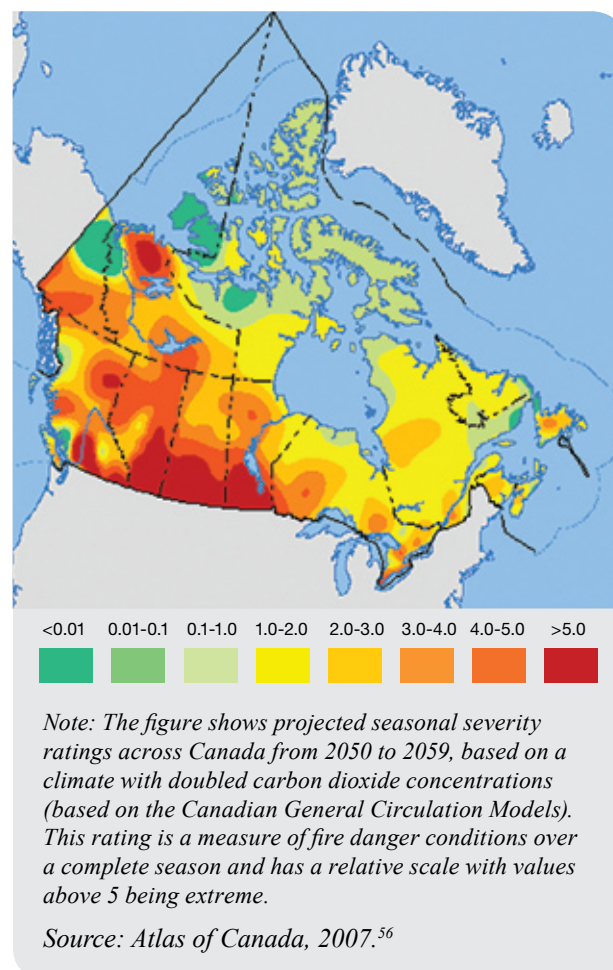 <0.01 0.01-0.1 0.1-1.0 1.0-2.0 2.0-3.0 3.0-4.0 4.0-5.0 >5.0
Note: The figure shows projected seasonal severity
ratings across Canada from 2050 to 2059, based on a
climate with doubled carbon dioxide concentrations
(based on the Canadian General Circulation Models).
This rating is a measure of fire danger conditions over
a complete season and has a relative scale with values
above 5 being extreme.
Source: Atlas of Canada, 2007.56